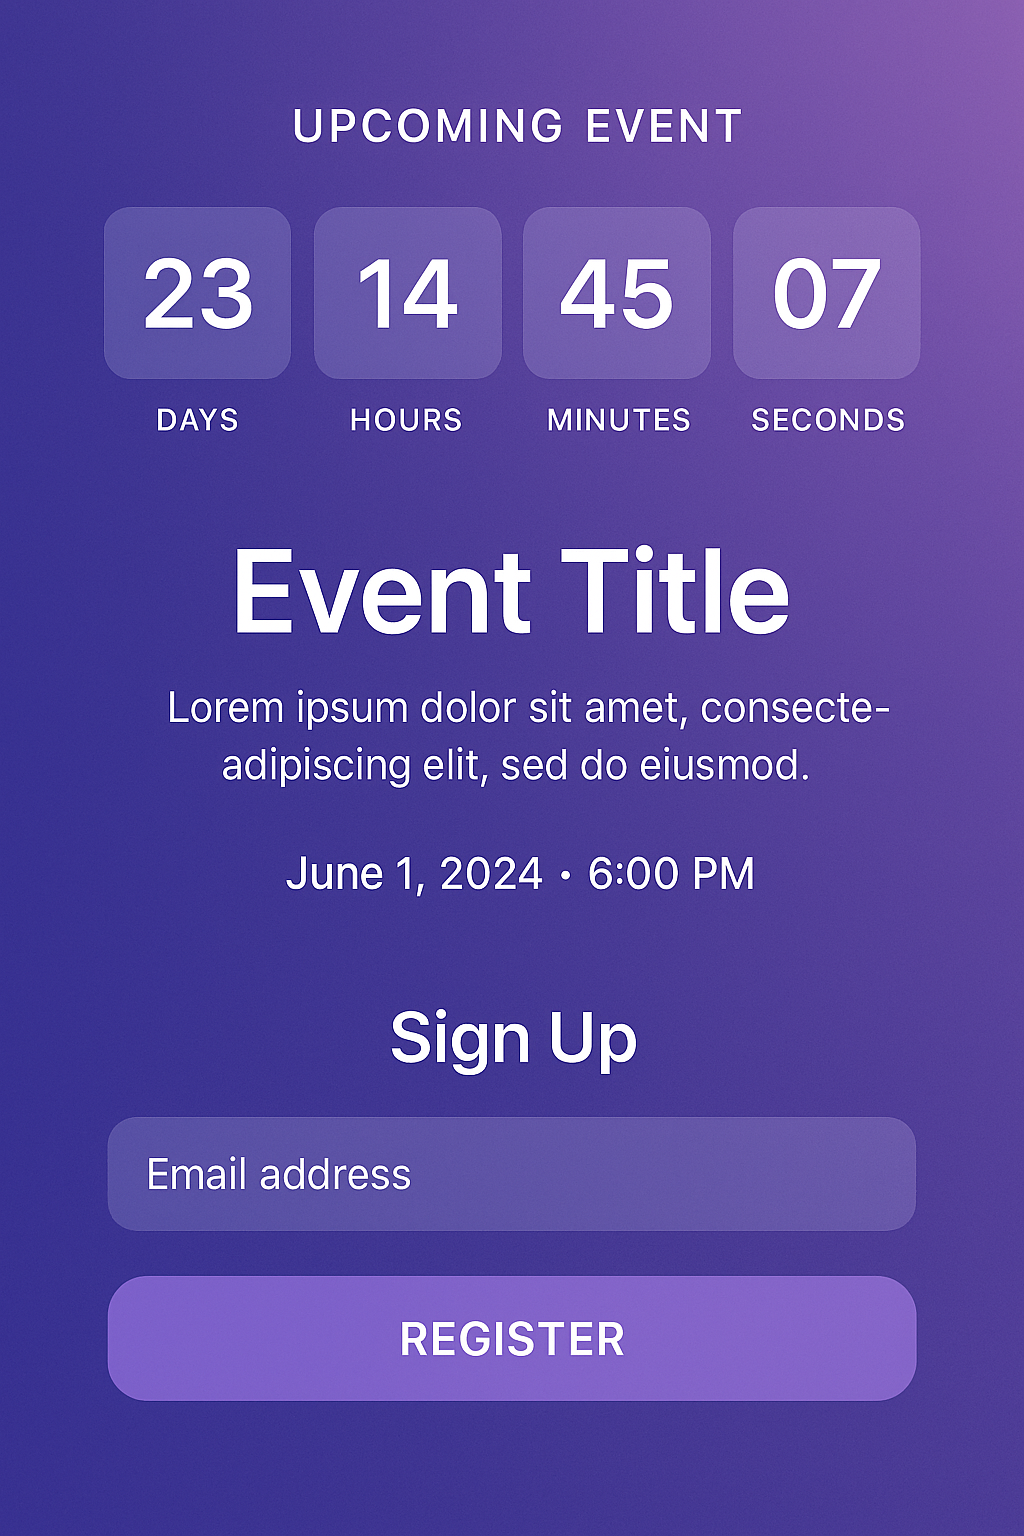 UPCOMING EVENT
23 14 45 07
DAYS HOURS MINUTES SECONDS
Event Title
Lorem ipsum dolor sit amet, consecte-
adipiscing elit, sed do eiusmod.
June 1, 2024 • 6:00 PM
Sign Up
Email address
REGISTER